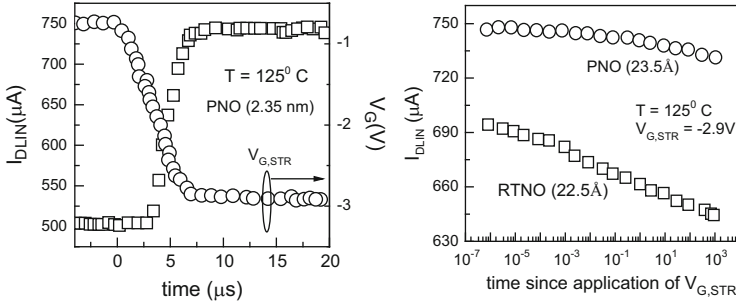 750
700
650
600
550
500
I_DLIN (μA)
0
5
10
15
20
time (μs)
-1
-2
-3
V_G(V)
T = 125⁰ C
PNO (2.35 nm)
V_G,STR
750
720
690
660
630
I_DLIN (μA)
PNO (23.5Å)
T = 125⁰ C
V_G,STR = -2.9V
RTNO (22.5Å)
10⁻⁷ 10⁻⁵ 10⁻³ 10⁻¹ 10¹ 10³
time since application of V_G,STR